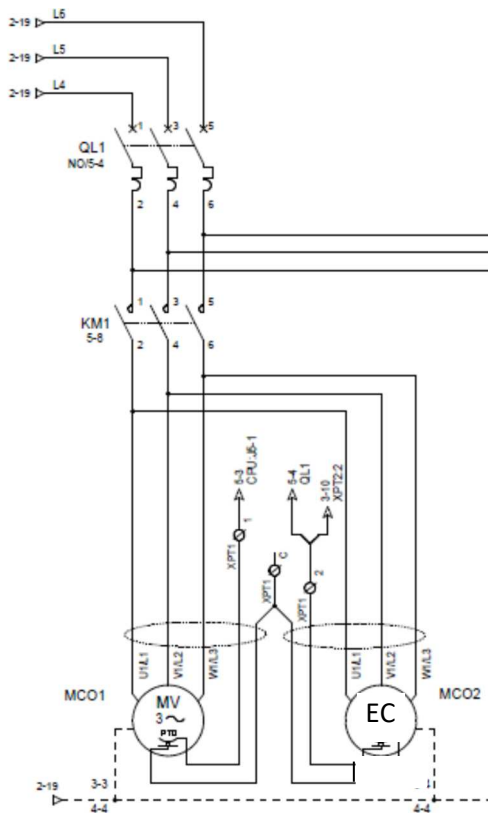 2-19 L6
2-19 L5
2-19 L4
1 3 5
QL1
NO/5-4
2 4 6
1 3 5
KM1
5-8
2 4 6
5-3
CPU:J5-1
5-4
QL1
3-10
XPT2:2
XPT1 1
XPT1 C
XPT1 2
U1/L1
V1/L2
W1/L3
U1/L1
V1/L2
W1/L3
MCO1
MV
3
PTO
EC
MCO2
2-19
3-3
4-4
4-4